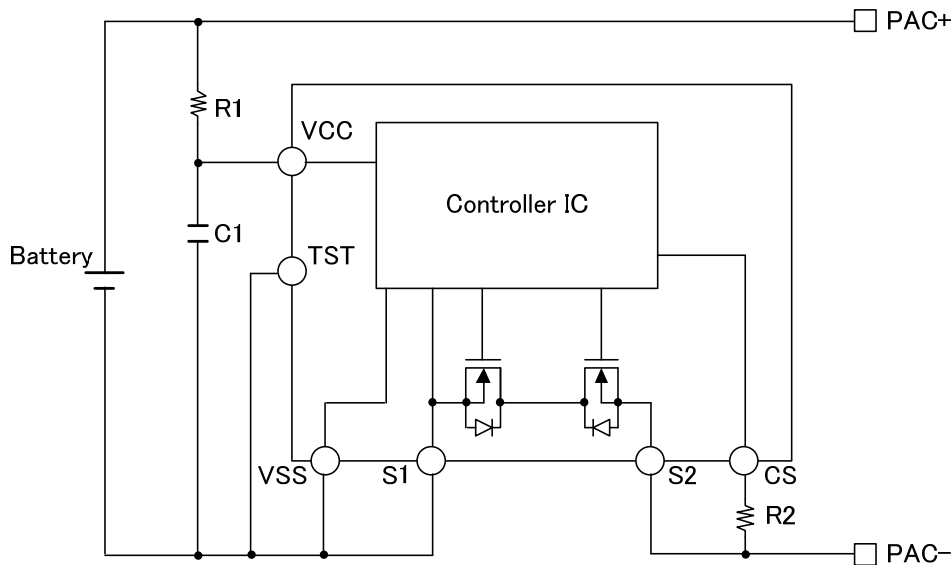 PAC+
R1
VCC
Controller IC
C1
TST
Battery
VSS
S1
S2
CS
R2
PAC−